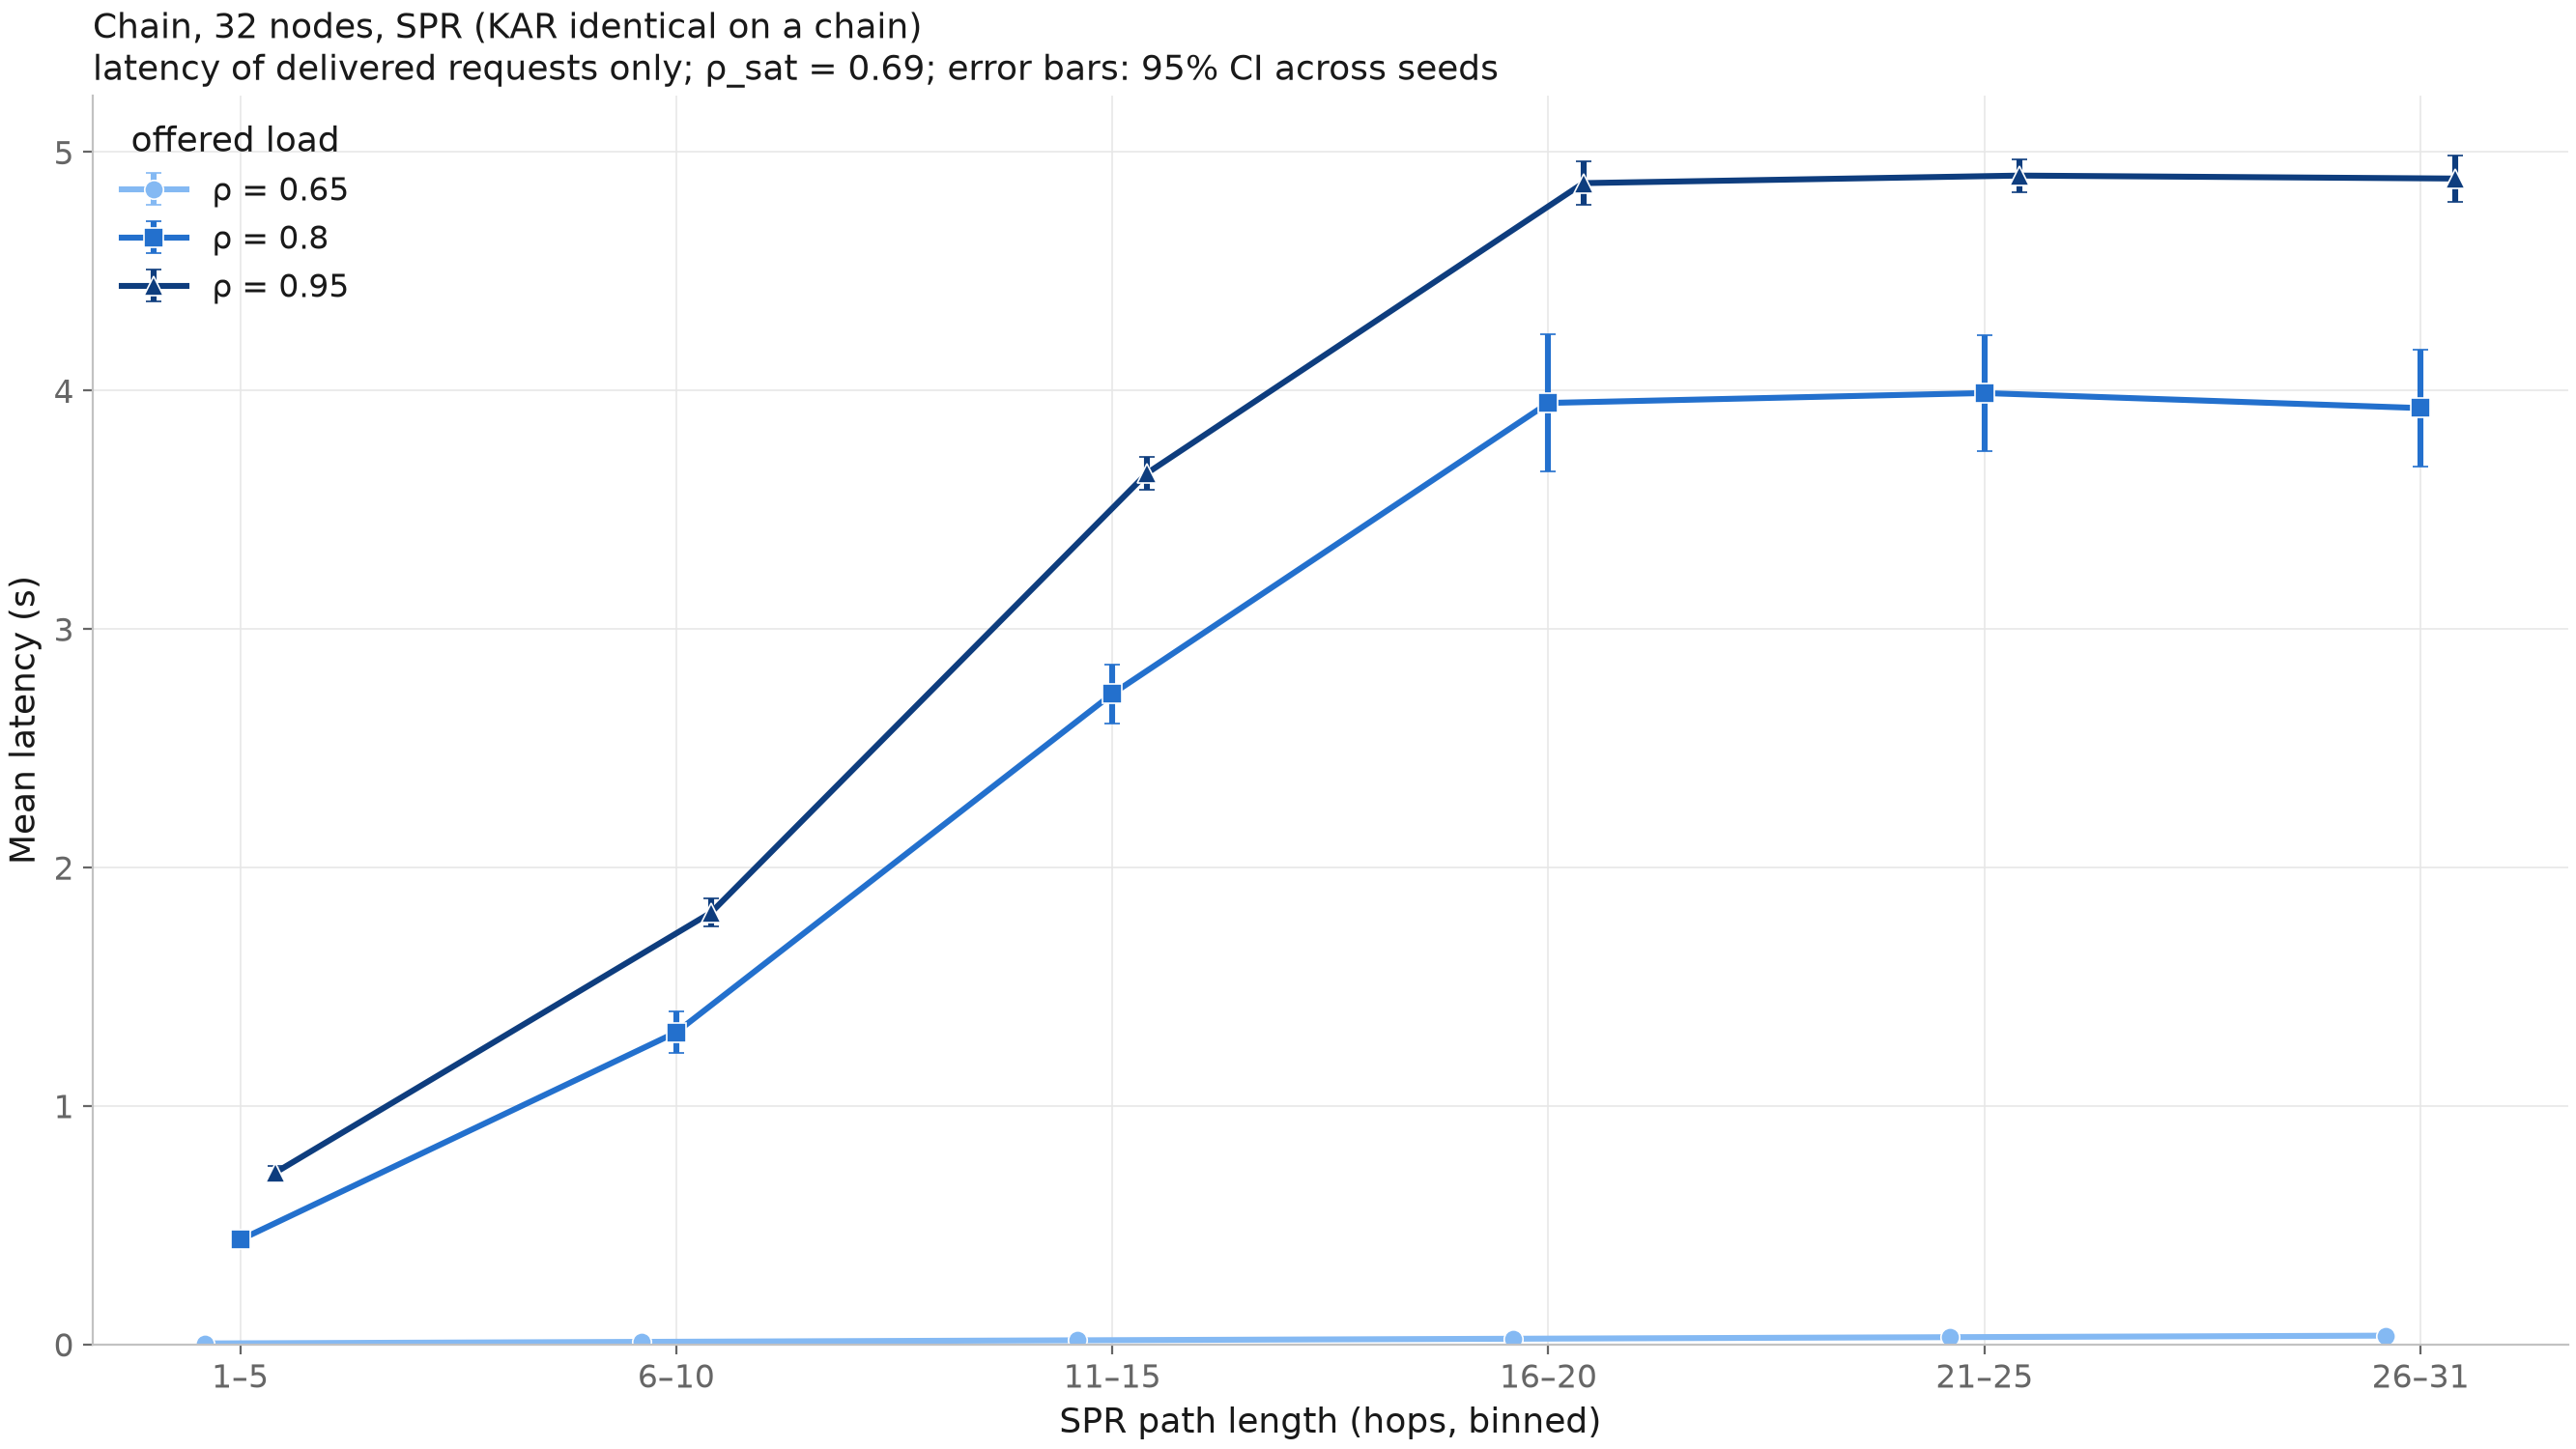 Chain, 32 nodes, SPR (KAR identical on a chain)
latency of delivered requests only; ρ_sat = 0.69; error bars: 95% CI across seeds
offered load
ρ = 0.65
ρ = 0.8
ρ = 0.95
Mean latency (s)
5
4
3
2
1
0
1–5
6–10
11–15
16–20
21–25
26–31
SPR path length (hops, binned)